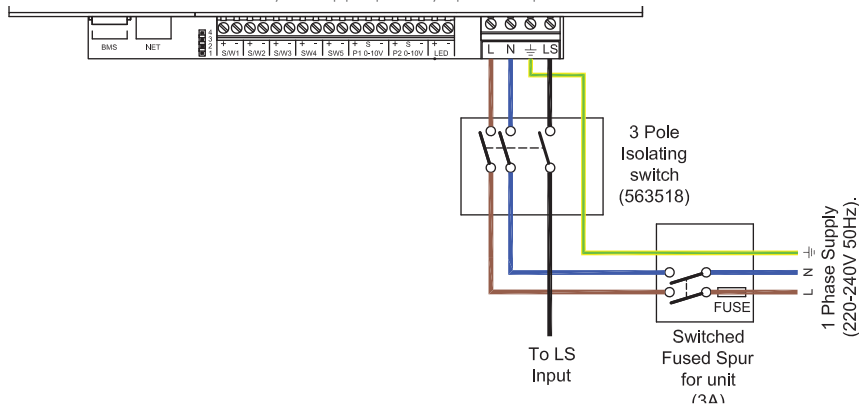 BMS NET
4
3
2
1
+ - + - + - + - + - + S - + S - + -
S/W1 S/W2 S/W3 SW4 SW5 P1 0-10V P2 0-10V LED
L N LS
3 Pole
Isolating
switch
(563518)
1 Phase Supply
(220-240V 50Hz).
N
L
FUSE
Switched
Fused Spur
for unit
(3A)
To LS
Input